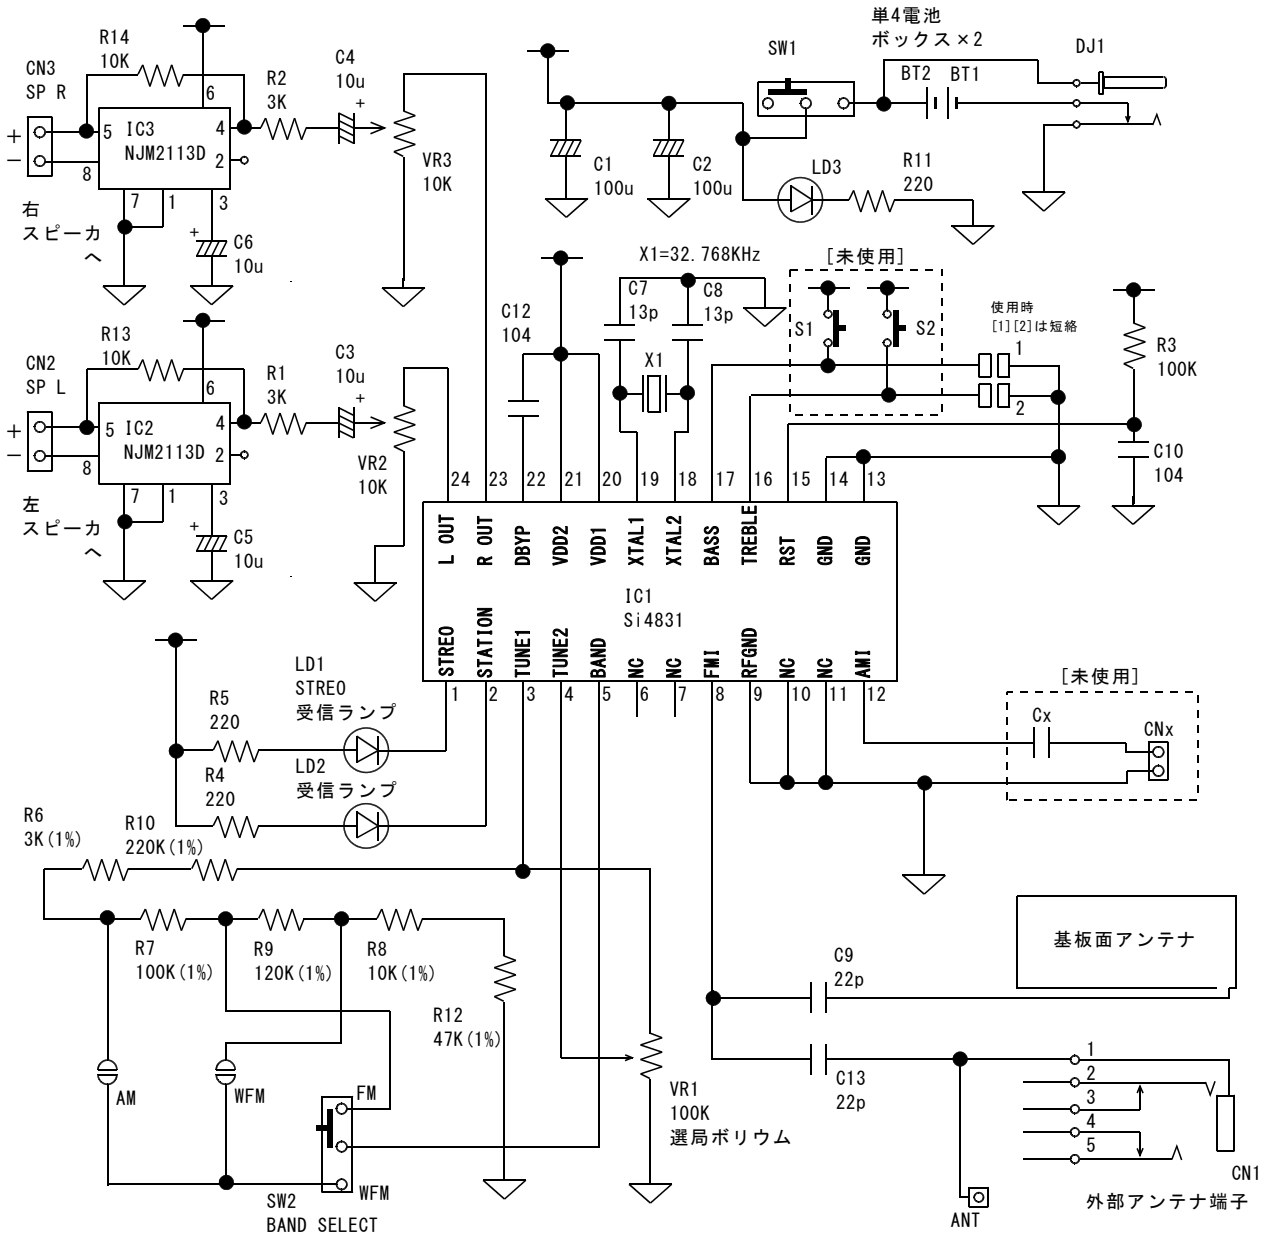 R14
10K
CN3
SP R
+
−
5
8
IC3
NJM2113D
6
4
2
7
1
3
右
スピーカ
へ
+
C6
10u
R2
3K
C4
10u
+
VR3
10K
単4電池
ボックス×2
SW1
BT2
BT1
DJ1
C1
100u
C2
100u
LD3
R11
220
R13
10K
CN2
SP L
+
−
5
8
IC2
NJM2113D
6
4
2
7
1
3
左
スピーカ
へ
+
C5
10u
R1
3K
C3
10u
+
VR2
10K
X1=32.768KHz
C12
104
C7
13p
C8
13p
X1
[未使用]
S1
S2
使用時
[1][2]は短絡
1
2
R3
100K
C10
104
24
23
22
21
20
19
18
17
16
15
14
13
L OUT
R OUT
DBYP
VDD2
VDD1
XTAL1
XTAL2
BASS
TREBLE
RST
GND
GND
IC1
Si4831
STREO
STATION
TUNE1
TUNE2
BAND
NC
NC
FMI
RFGND
NC
NC
AMI
1
2
3
4
5
6
7
8
9
10
11
12
LD1
STREO
受信ランプ
R5
220
LD2
受信ランプ
R4
220
[未使用]
Cx
CNx
R6
3K(1%)
R10
220K(1%)
R7
100K(1%)
R9
120K(1%)
R8
10K(1%)
R12
47K(1%)
AM
WFM
FM
WFM
SW2
BAND SELECT
VR1
100K
選局ボリウム
基板面アンテナ
C9
22p
C13
22p
1
2
3
4
5
CN1
外部アンテナ端子
ANT